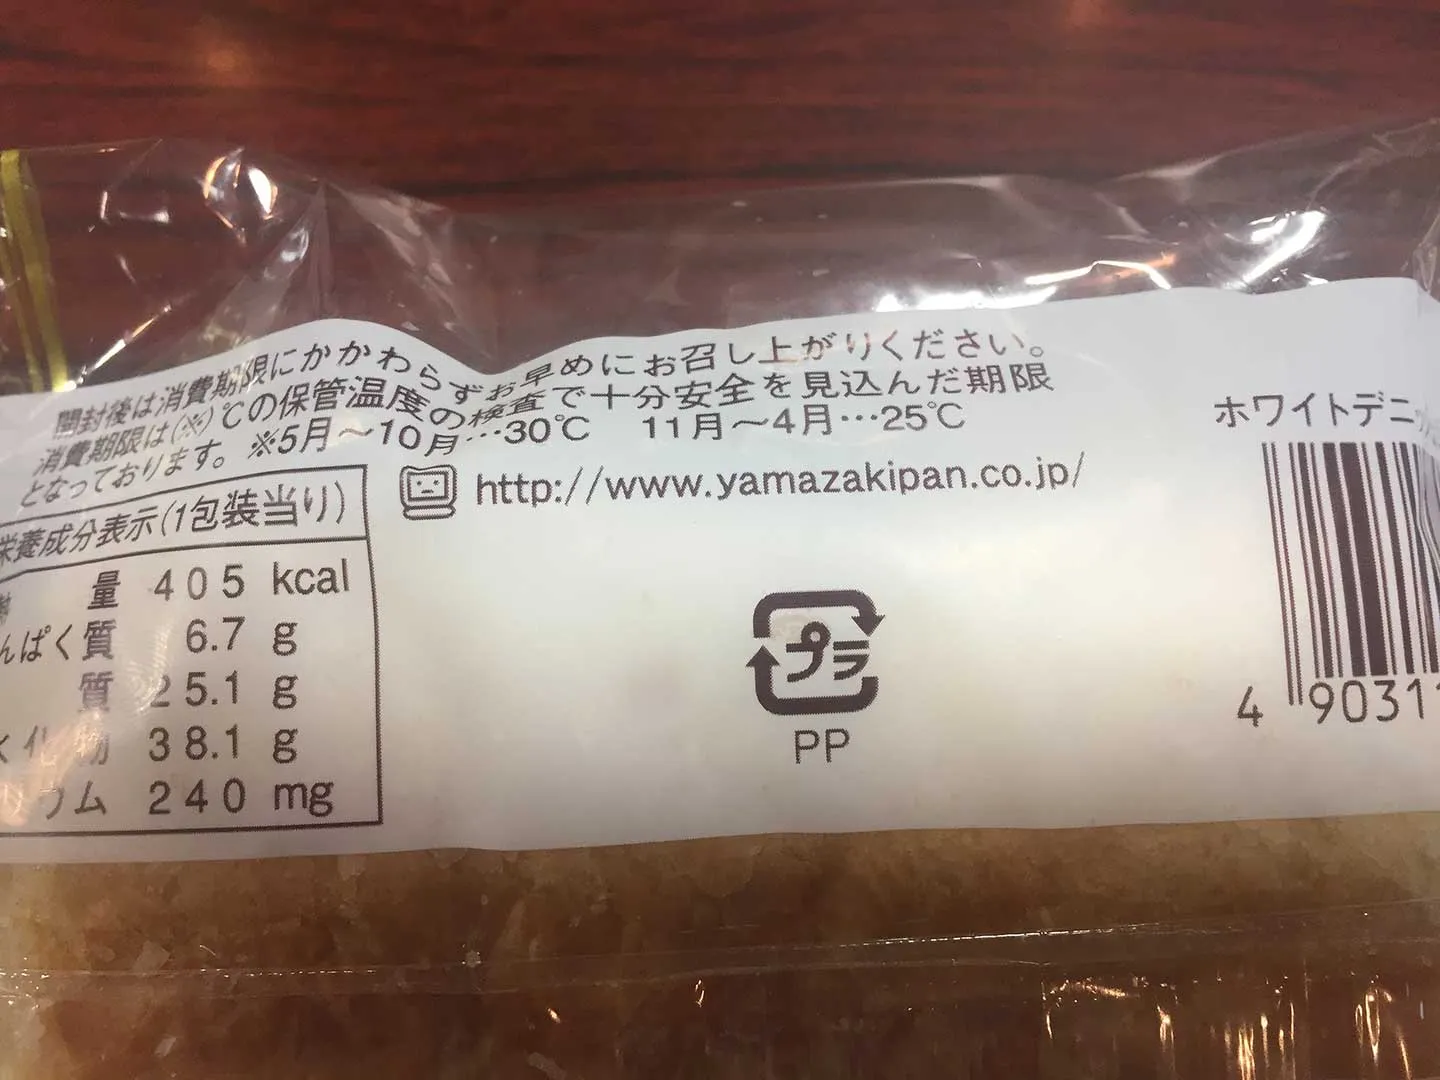 開封後は消費期限にかかわらずお早めにお召し上がりください。
消費期限は(※)℃の保管温度の検査で十分安全を見込んだ期限
となっております。※5月〜10月…30℃ 11月〜4月…25℃
http://www.yamazakipan.co.jp/
栄養成分表示(1包装当り)
量 405 kcal
んぱく質 6.7 g
質 25.1 g
化物 38.1 g
ウム 240 mg
プラ
PP
ホワイトデニ
4 90311